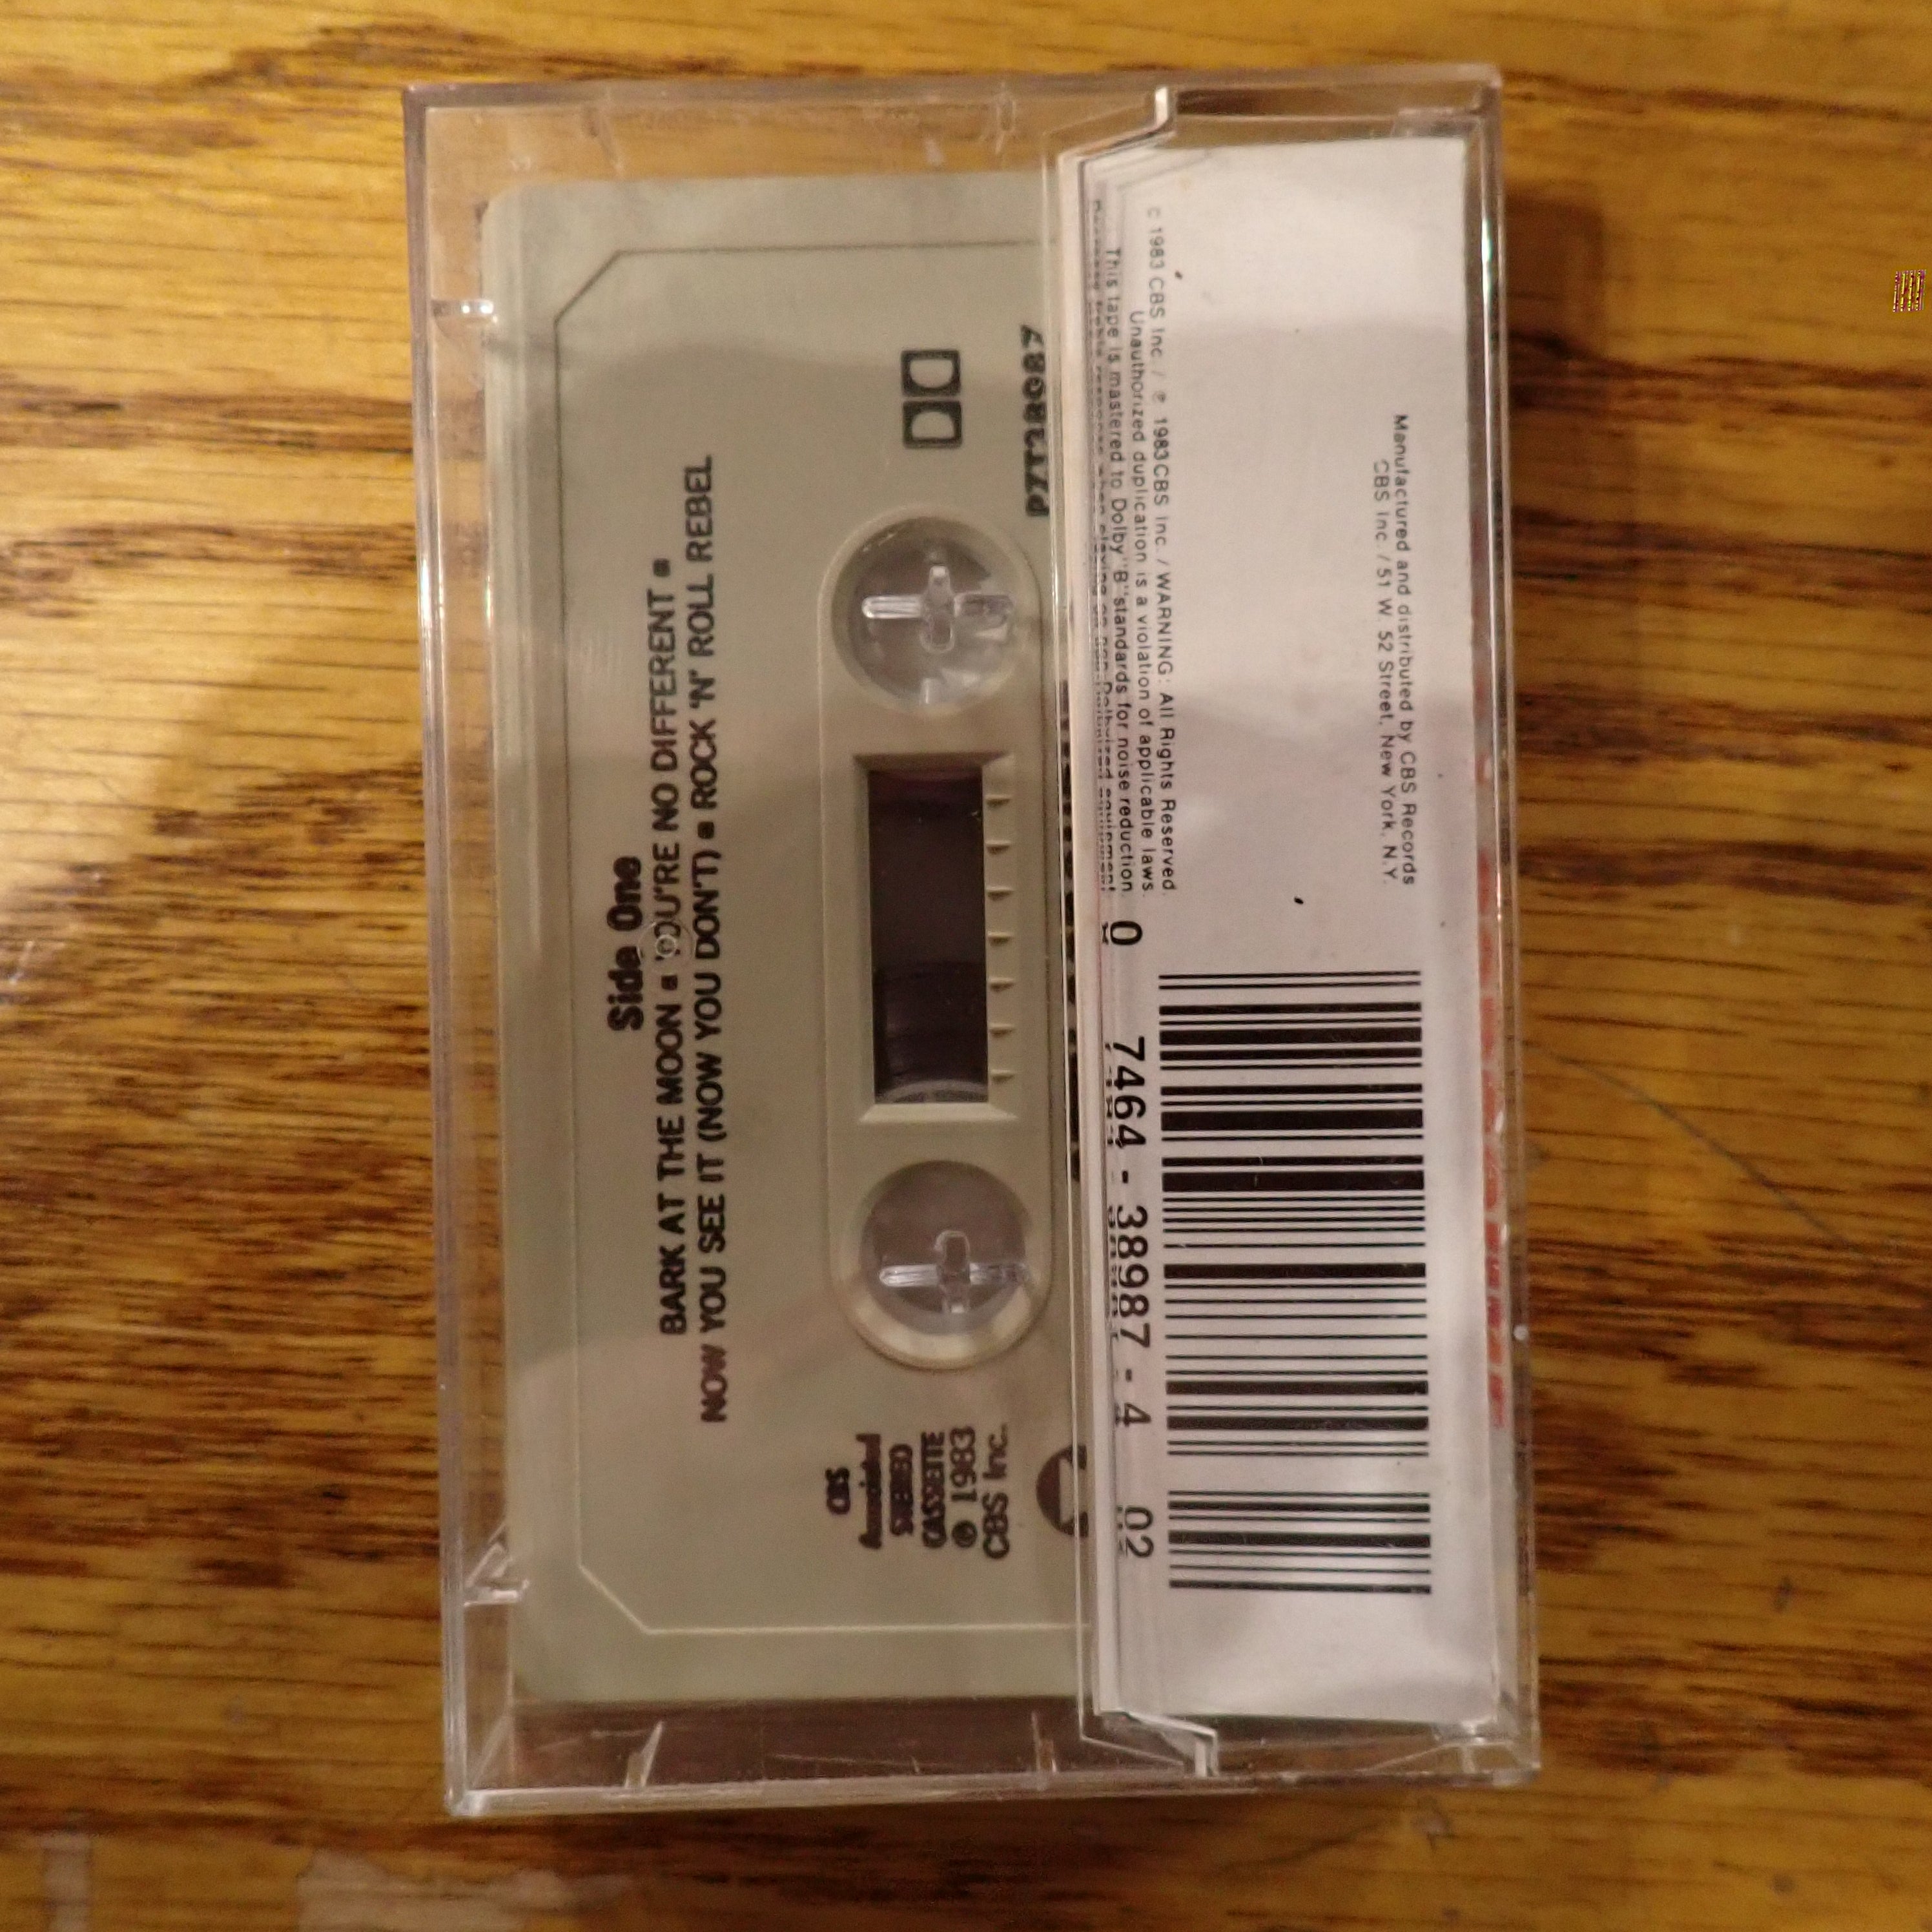 Side One
BARK AT THE MOON ■ YOU'RE NO DIFFERENT ■
NOW YOU SEE IT (NOW YOU DON'T) ■ ROCK 'N' ROLL REBEL
CBS
Associated
STEREO
CASSETTE
℗ 1983
CBS Inc.
Manufactured and distributed by CBS Records
CBS Inc. / 51 W. 52 Street, New York, N.Y.
© 1983 CBS Inc. / ℗ 1983 CBS Inc. / WARNING: All Rights Reserved.
Unauthorized duplication is a violation of applicable laws.
This tape is mastered to Dolby "B" standards for noise reduction.
0 7464-38987-4 02